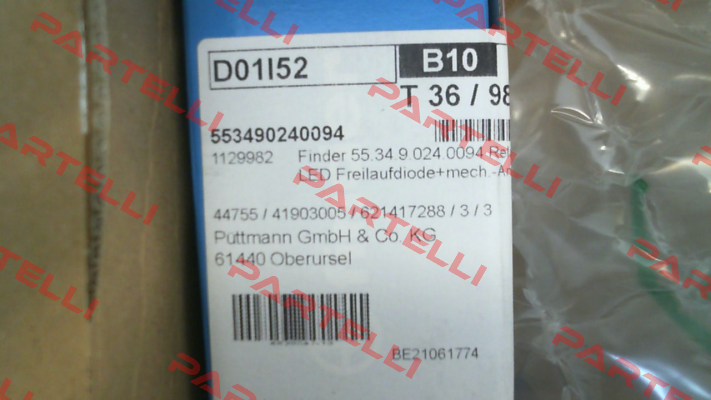 D01I52
B10
T 36 / 98
553490240094
1129982 Finder 55.34.9.024.0094 Rel
LED Freilaufdiode+mech.-A
44755 / 41903005 / 621417288 / 3 / 3
Püttmann GmbH & Co. KG
61440 Oberursel
BE21061774
PARTELLI
PARTELLI
PARTELLI
PARTELLI
PARTELLI
PARTELLI